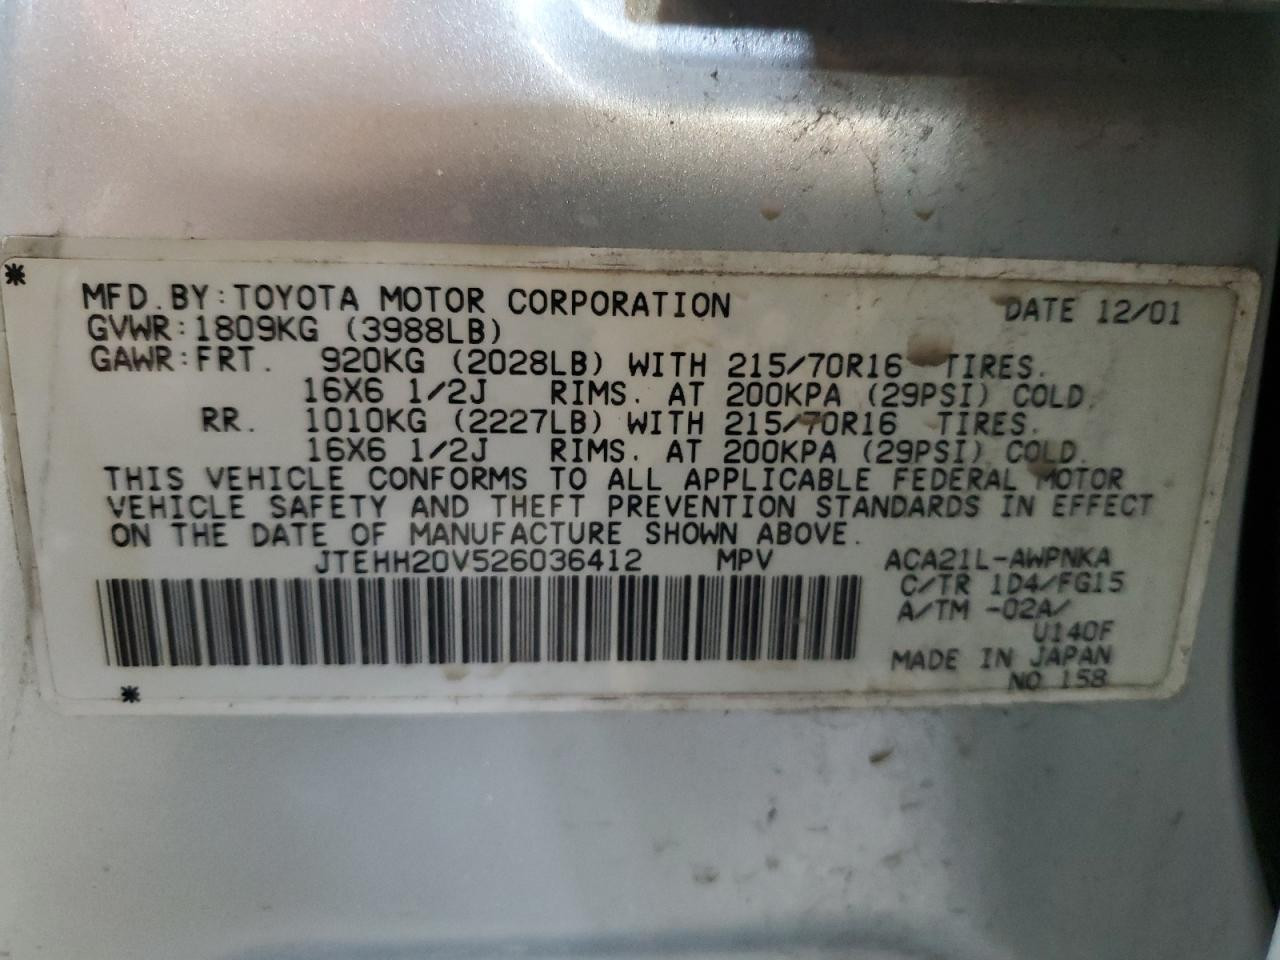 MFD.BY:TOYOTA MOTOR CORPORATION DATE 12/01
GVWR:1809KG (3988LB)
GAWR:FRT. 920KG (2028LB) WITH 215/70R16 TIRES.
16X6 1/2J RIMS. AT 200KPA (29PSI) COLD.
RR. 1010KG (2227LB) WITH 215/70R16 TIRES.
16X6 1/2J RIMS. AT 200KPA (29PSI) COLD.
THIS VEHICLE CONFORMS TO ALL APPLICABLE FEDERAL MOTOR
VEHICLE SAFETY AND THEFT PREVENTION STANDARDS IN EFFECT
ON THE DATE OF MANUFACTURE SHOWN ABOVE.
JTEHH20V526036412 MPV ACA21L-AWPNKA
C/TR 1D4/FG15
A/TM -02A/
U140F
MADE IN JAPAN
NO 158